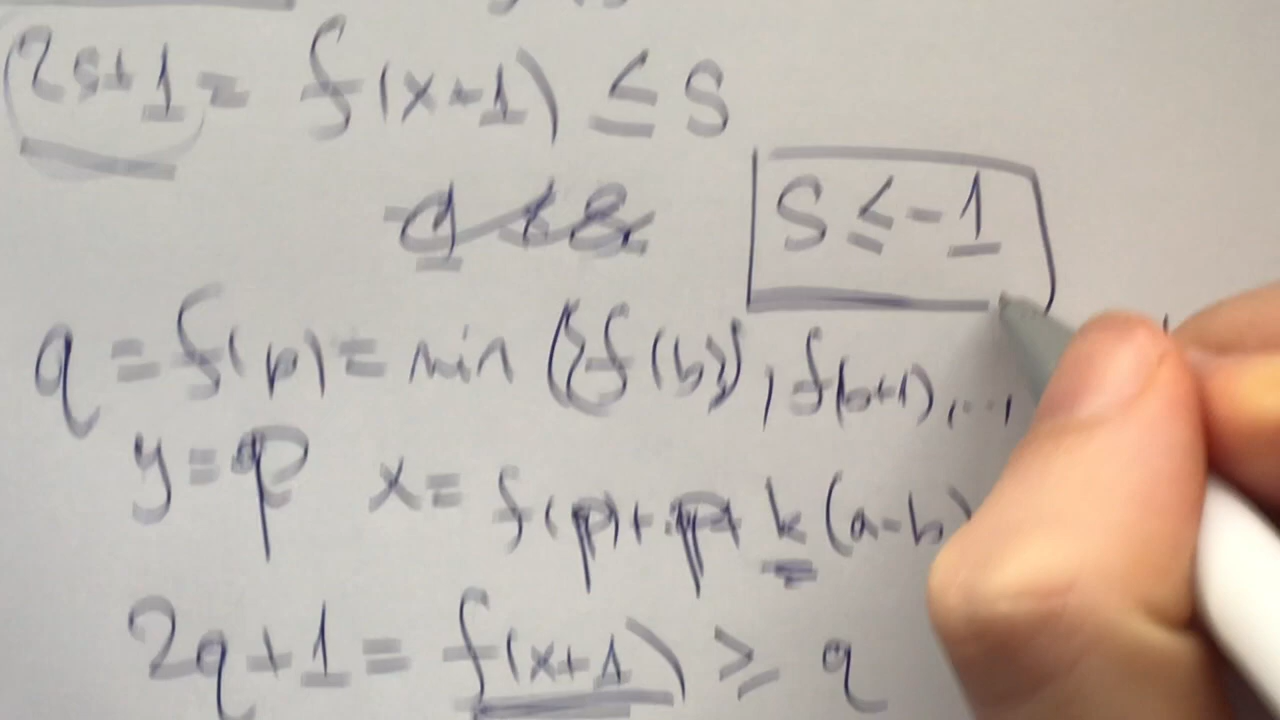 2s+1 = f(x+1) ≤ s
s ≤ -1
q = f(p) = min ({f(b)}, f(b+1), ...,
y = p x = f(p) + p + k(a-b)
2q+1 = f(x+1) ≥ q